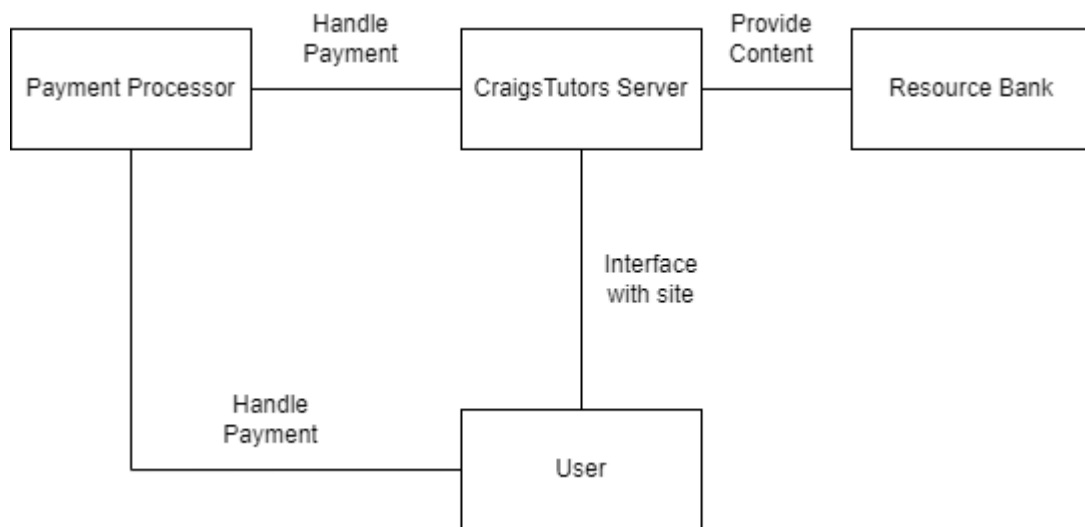 Handle
Payment
Provide
Content
Payment Processor
CraigsTutors Server
Resource Bank
Interface
with site
Handle
Payment
User